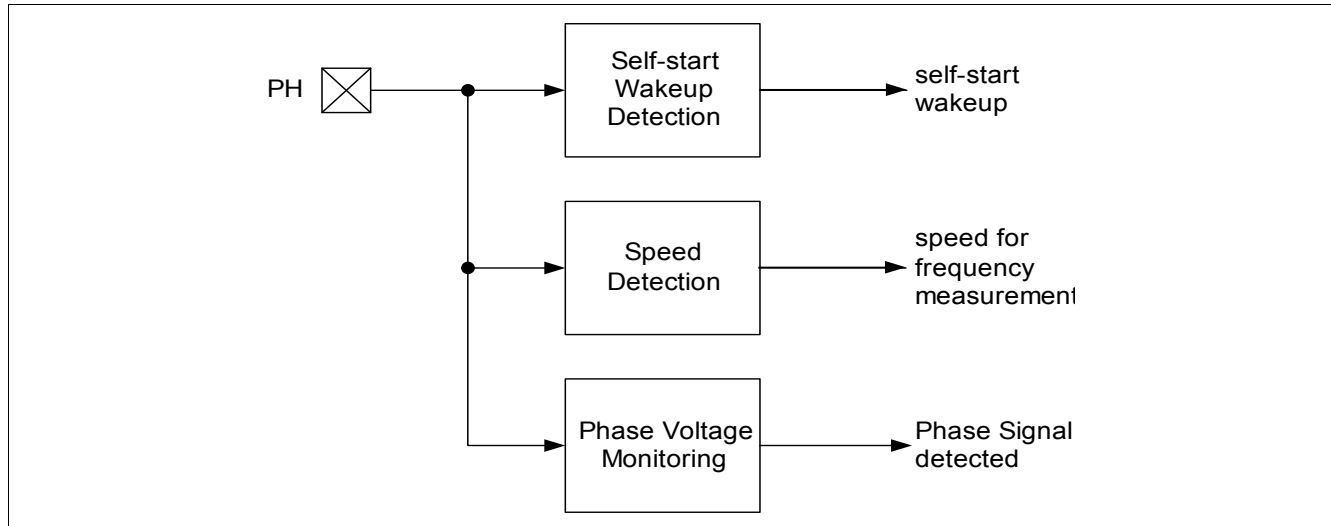 PH
Self-start
Wakeup
Detection
self-start
wakeup
Speed
Detection
speed for
frequency
measurement
Phase Voltage
Monitoring
Phase Signal
detected